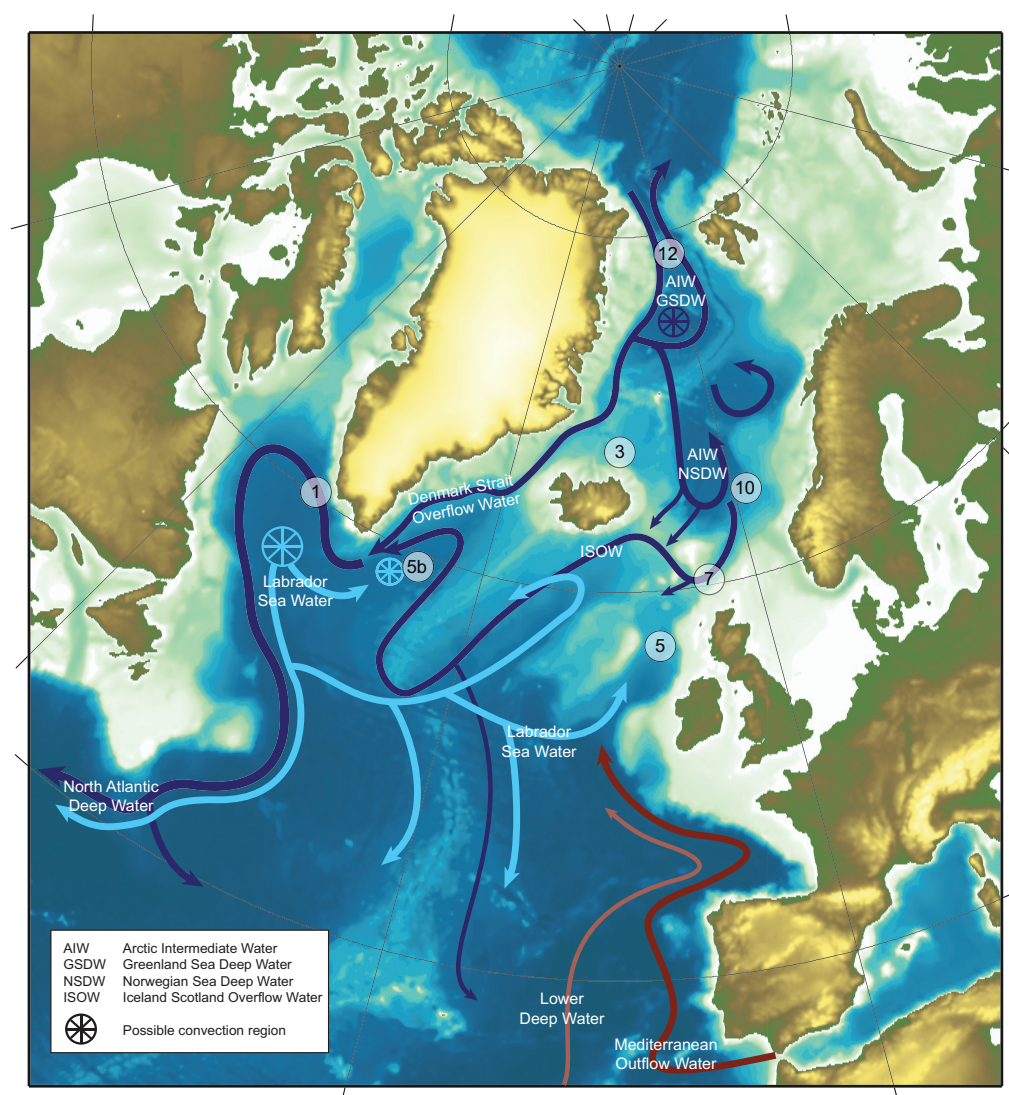 12
AIW
GSDW
3
AIW
NSDW
10
1
Denmark Strait
Overflow Water
ISOW
5b
7
Labrador
Sea Water
5
Labrador
Sea Water
North Atlantic
Deep Water
Lower
Deep Water
Mediterranean
Outflow Water
AIW Arctic Intermediate Water
GSDW Greenland Sea Deep Water
NSDW Norwegian Sea Deep Water
ISOW Iceland Scotland Overflow Water
Possible convection region